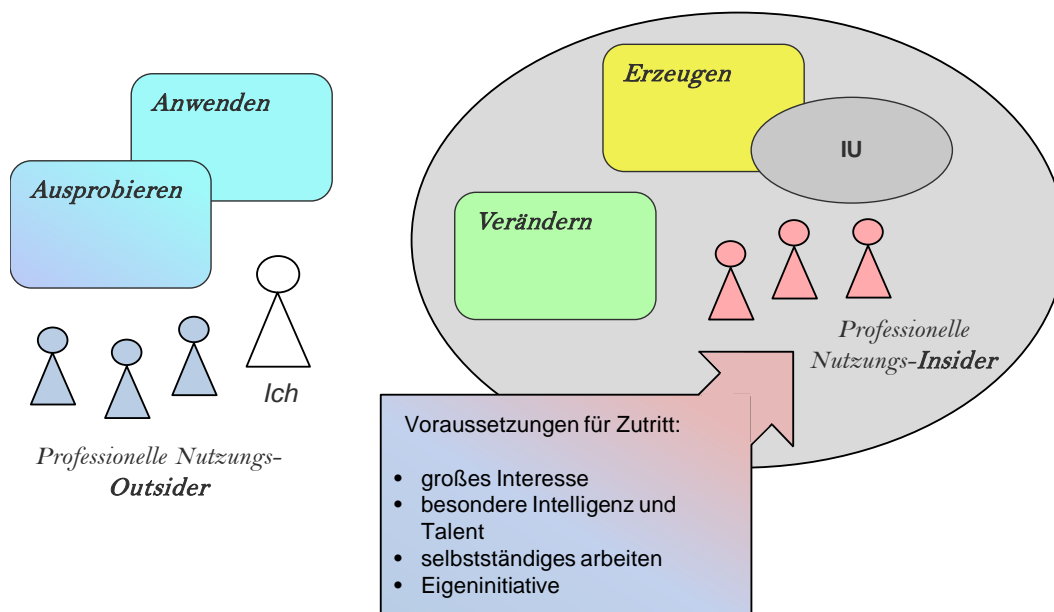 Anwenden
Ausprobieren
Ich
Professionelle Nutzungs-
Outsider
Erzeugen
IU
Verändern
Professionelle
Nutzungs-Insider
Voraussetzungen für Zutritt:
• großes Interesse
• besondere Intelligenz und
Talent
• selbstständiges arbeiten
• Eigeninitiative